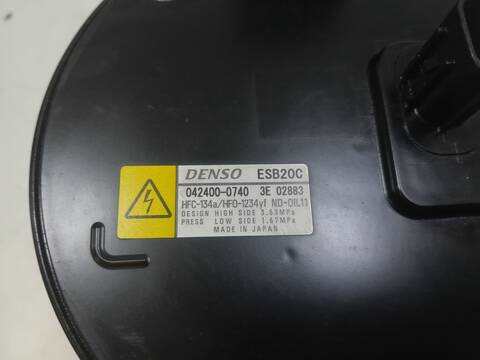 DENSO ESB20C
042400-0740 3E 02883
HFC-134a/HFO-1234yf ND-OIL11
DESIGN HIGH SIDE 3.53MPa
PRESS LOW SIDE 1.67MPa
MADE IN JAPAN